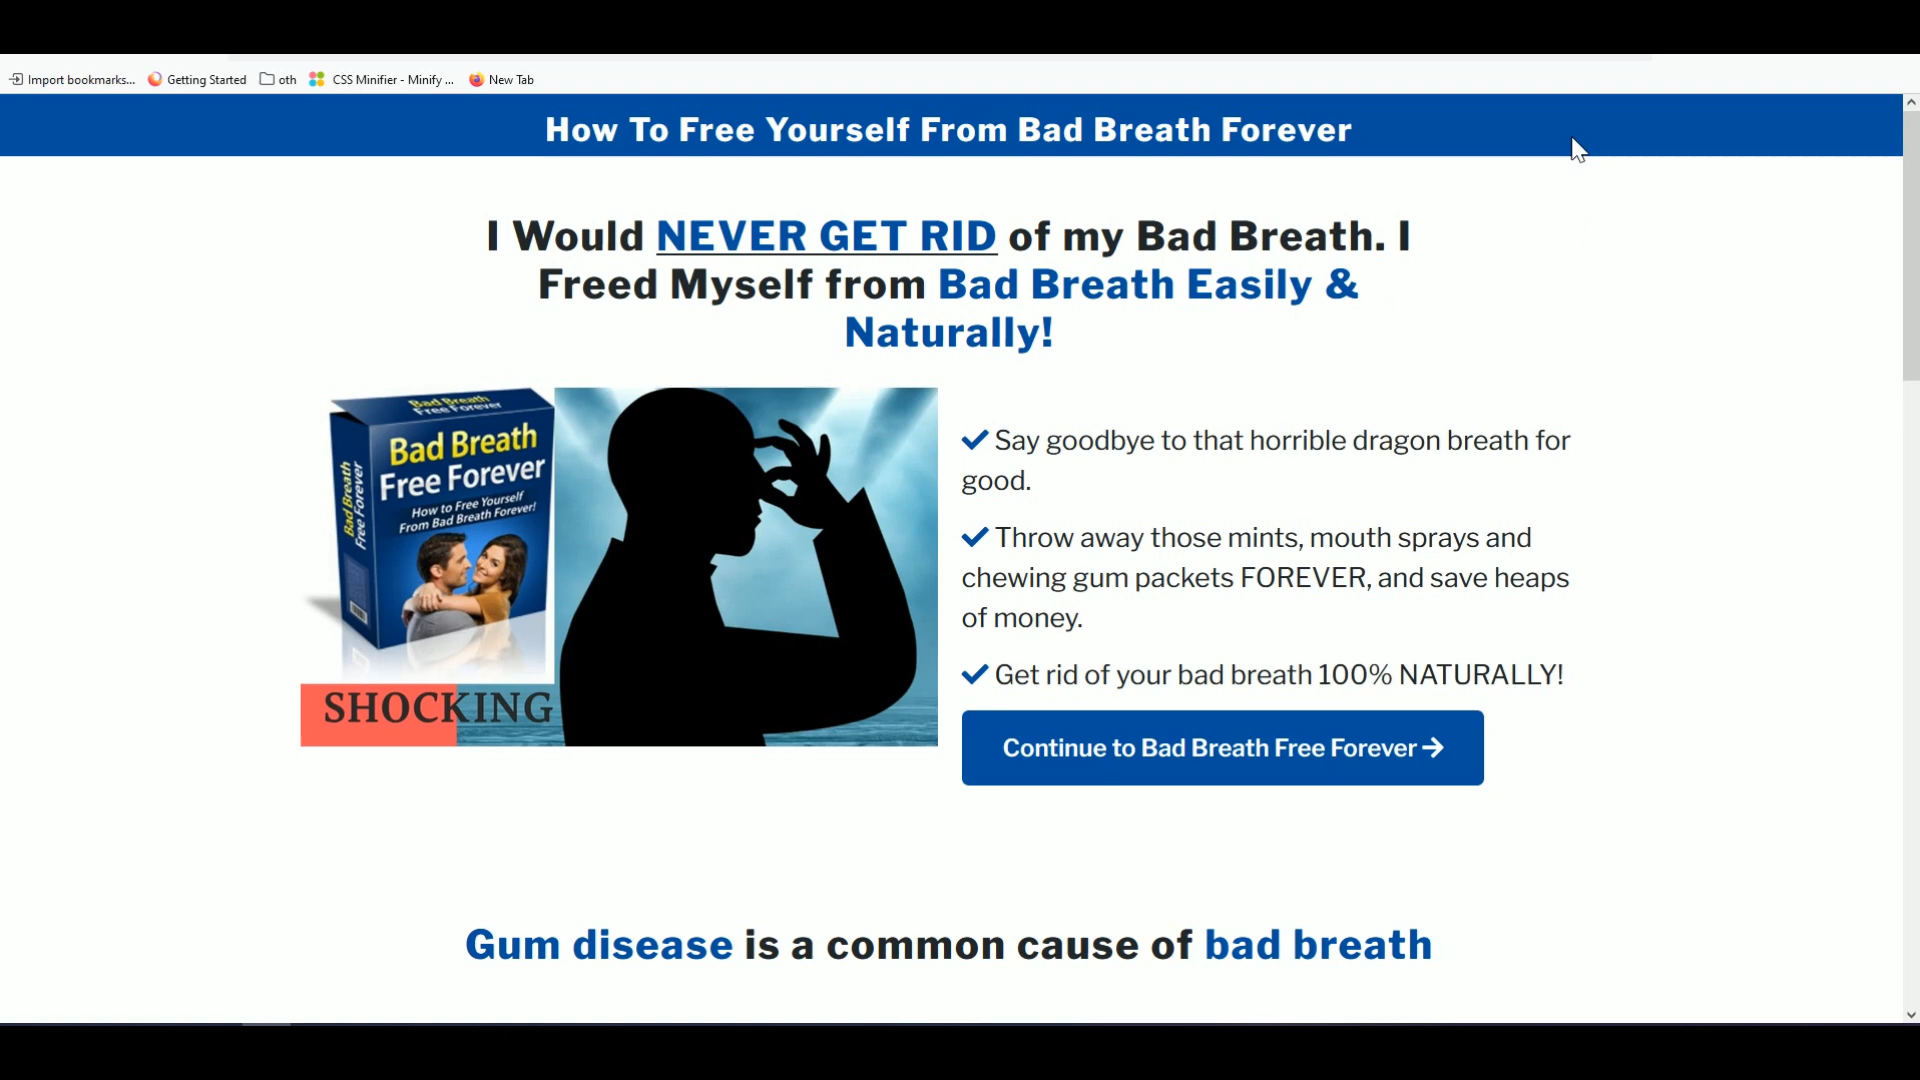 Import bookmarks...
Getting Started
oth
CSS Minifier - Minify ...
New Tab
How To Free Yourself From Bad Breath Forever
I Would NEVER GET RID of my Bad Breath. I
Freed Myself from Bad Breath Easily &
Naturally!
Bad Breath
Free Forever
Bad Breath
Free Forever
Bad Breath
Free Forever
How to Free Yourself
From Bad Breath Forever!
SHOCKING
Say goodbye to that horrible dragon breath for
good.
Throw away those mints, mouth sprays and
chewing gum packets FOREVER, and save heaps
of money.
Get rid of your bad breath 100% NATURALLY!
Continue to Bad Breath Free Forever
Gum disease is a common cause of bad breath